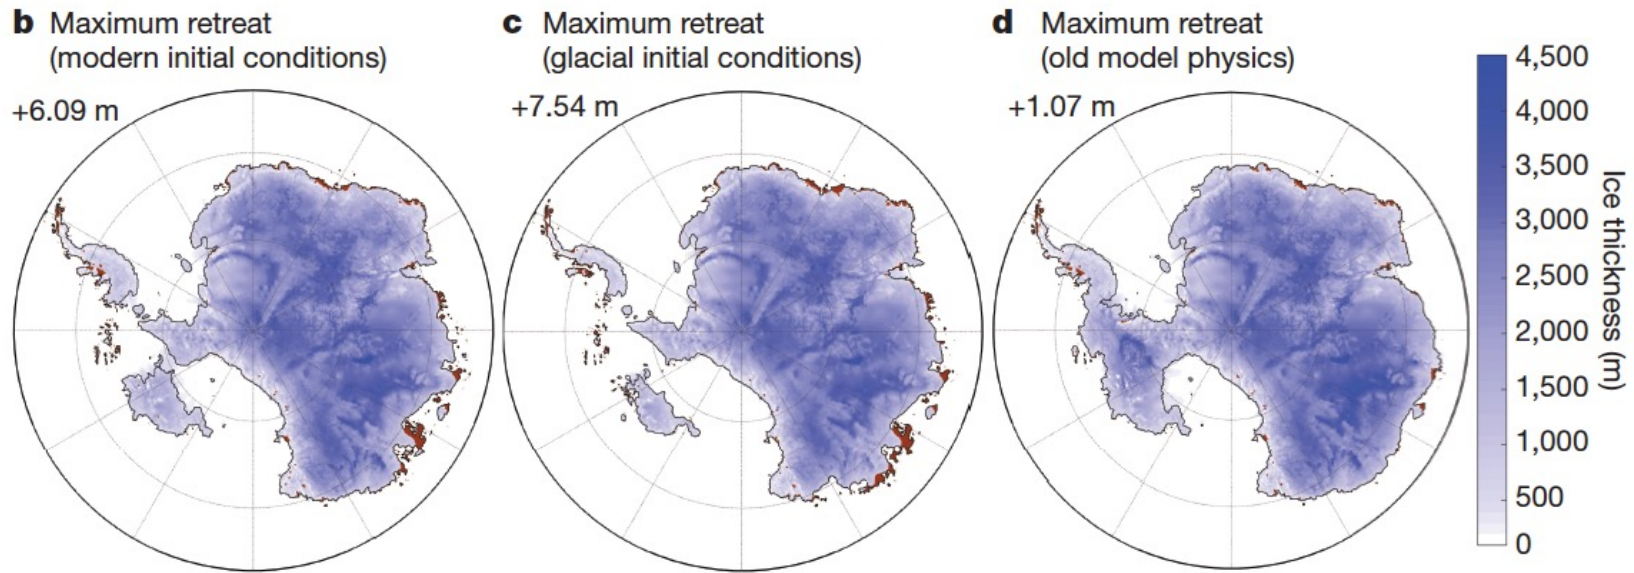 b Maximum retreat
(modern initial conditions)
+6.09 m
c Maximum retreat
(glacial initial conditions)
+7.54 m
d Maximum retreat
(old model physics)
+1.07 m
4,500
4,000
3,500
3,000
2,500
2,000
1,500
1,000
500
0
Ice thickness (m)